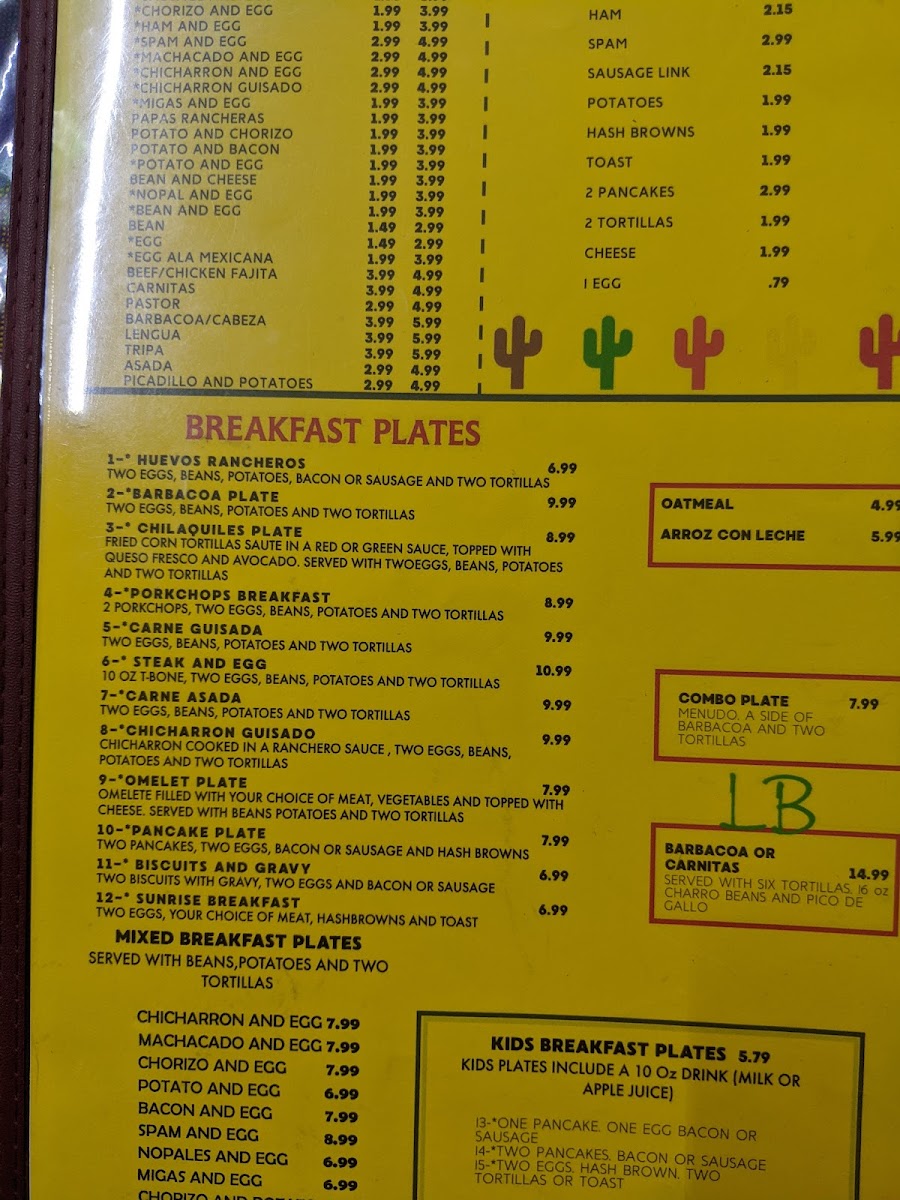 *CHORIZO AND EGG 1.99 3.99
*HAM AND EGG 1.99 3.99
*SPAM AND EGG 2.99 4.99
*MACHACADO AND EGG 2.99 4.99
*CHICHARRON AND EGG 2.99 4.99
*CHICHARRON GUISADO 2.99 4.99
*MIGAS AND EGG 1.99 3.99
PAPAS RANCHERAS 1.99 3.99
POTATO AND CHORIZO 1.99 3.99
POTATO AND BACON 1.99 3.99
*POTATO AND EGG 1.99 3.99
BEAN AND CHEESE 1.99 3.99
*NOPAL AND EGG 1.99 3.99
*BEAN AND EGG 1.99 3.99
BEAN 1.49 2.99
*EGG 1.49 2.99
*EGG ALA MEXICANA 1.99 3.99
BEEF/CHICKEN FAJITA 3.99 4.99
CARNITAS 3.99 4.99
PASTOR 2.99 4.99
BARBACOA/CABEZA 3.99 5.99
LENGUA 3.99 5.99
TRIPA 3.99 5.99
ASADA 2.99 4.99
PICADILLO AND POTATOES 2.99 4.99
HAM 2.15
SPAM 2.99
SAUSAGE LINK 2.15
POTATOES 1.99
HASH BROWNS 1.99
TOAST 1.99
2 PANCAKES 2.99
2 TORTILLAS 1.99
CHEESE 1.99
1 EGG .79
BREAKFAST PLATES
1-* HUEVOS RANCHEROS 6.99
TWO EGGS, BEANS, POTATOES, BACON OR SAUSAGE AND TWO TORTILLAS
2-*BARBACOA PLATE 9.99
TWO EGGS, BEANS, POTATOES AND TWO TORTILLAS
3-* CHILAQUILES PLATE 8.99
FRIED CORN TORTILLAS SAUTE IN A RED OR GREEN SAUCE, TOPPED WITH
QUESO FRESCO AND AVOCADO. SERVED WITH TWOEGGS, BEANS, POTATOES
AND TWO TORTILLAS
4-*PORKCHOPS BREAKFAST 8.99
2 PORKCHOPS, TWO EGGS, BEANS, POTATOES AND TWO TORTILLAS
5-*CARNE GUISADA 9.99
TWO EGGS, BEANS, POTATOES AND TWO TORTILLAS
6-* STEAK AND EGG 10.99
10 OZ T-BONE, TWO EGGS, BEANS, POTATOES AND TWO TORTILLAS
7-*CARNE ASADA 9.99
TWO EGGS, BEANS, POTATOES AND TWO TORTILLAS
8-*CHICHARRON GUISADO 9.99
CHICHARRON COOKED IN A RANCHERO SAUCE , TWO EGGS, BEANS,
POTATOES AND TWO TORTILLAS
9-*OMELET PLATE 7.99
OMELETE FILLED WITH YOUR CHOICE OF MEAT, VEGETABLES AND TOPPED WITH
CHEESE. SERVED WITH BEANS POTATOES AND TWO TORTILLAS
10-*PANCAKE PLATE 7.99
TWO PANCAKES, TWO EGGS, BACON OR SAUSAGE AND HASH BROWNS
11-* BISCUITS AND GRAVY 6.99
TWO BISCUITS WITH GRAVY, TWO EGGS AND BACON OR SAUSAGE
12-* SUNRISE BREAKFAST 6.99
TWO EGGS, YOUR CHOICE OF MEAT, HASHBROWNS AND TOAST
OATMEAL 4.99
ARROZ CON LECHE 5.99
COMBO PLATE 7.99
MENUDO. A SIDE OF
BARBACOA AND TWO
TORTILLAS
LB
BARBACOA OR
CARNITAS 14.99
SERVED WITH SIX TORTILLAS. 16 oz
CHARRO BEANS AND PICO DE
GALLO
MIXED BREAKFAST PLATES
SERVED WITH BEANS,POTATOES AND TWO
TORTILLAS
CHICHARRON AND EGG 7.99
MACHACADO AND EGG 7.99
CHORIZO AND EGG 7.99
POTATO AND EGG 6.99
BACON AND EGG 7.99
SPAM AND EGG 8.99
NOPALES AND EGG 6.99
MIGAS AND EGG 6.99
CHORIZO AND
KIDS BREAKFAST PLATES 5.79
KIDS PLATES INCLUDE A 10 Oz DRINK (MILK OR
APPLE JUICE)
13-*ONE PANCAKE. ONE EGG BACON OR
SAUSAGE
14-*TWO PANCAKES. BACON OR SAUSAGE
15-*TWO EGGS. HASH BROWN. TWO
TORTILLAS OR TOAST